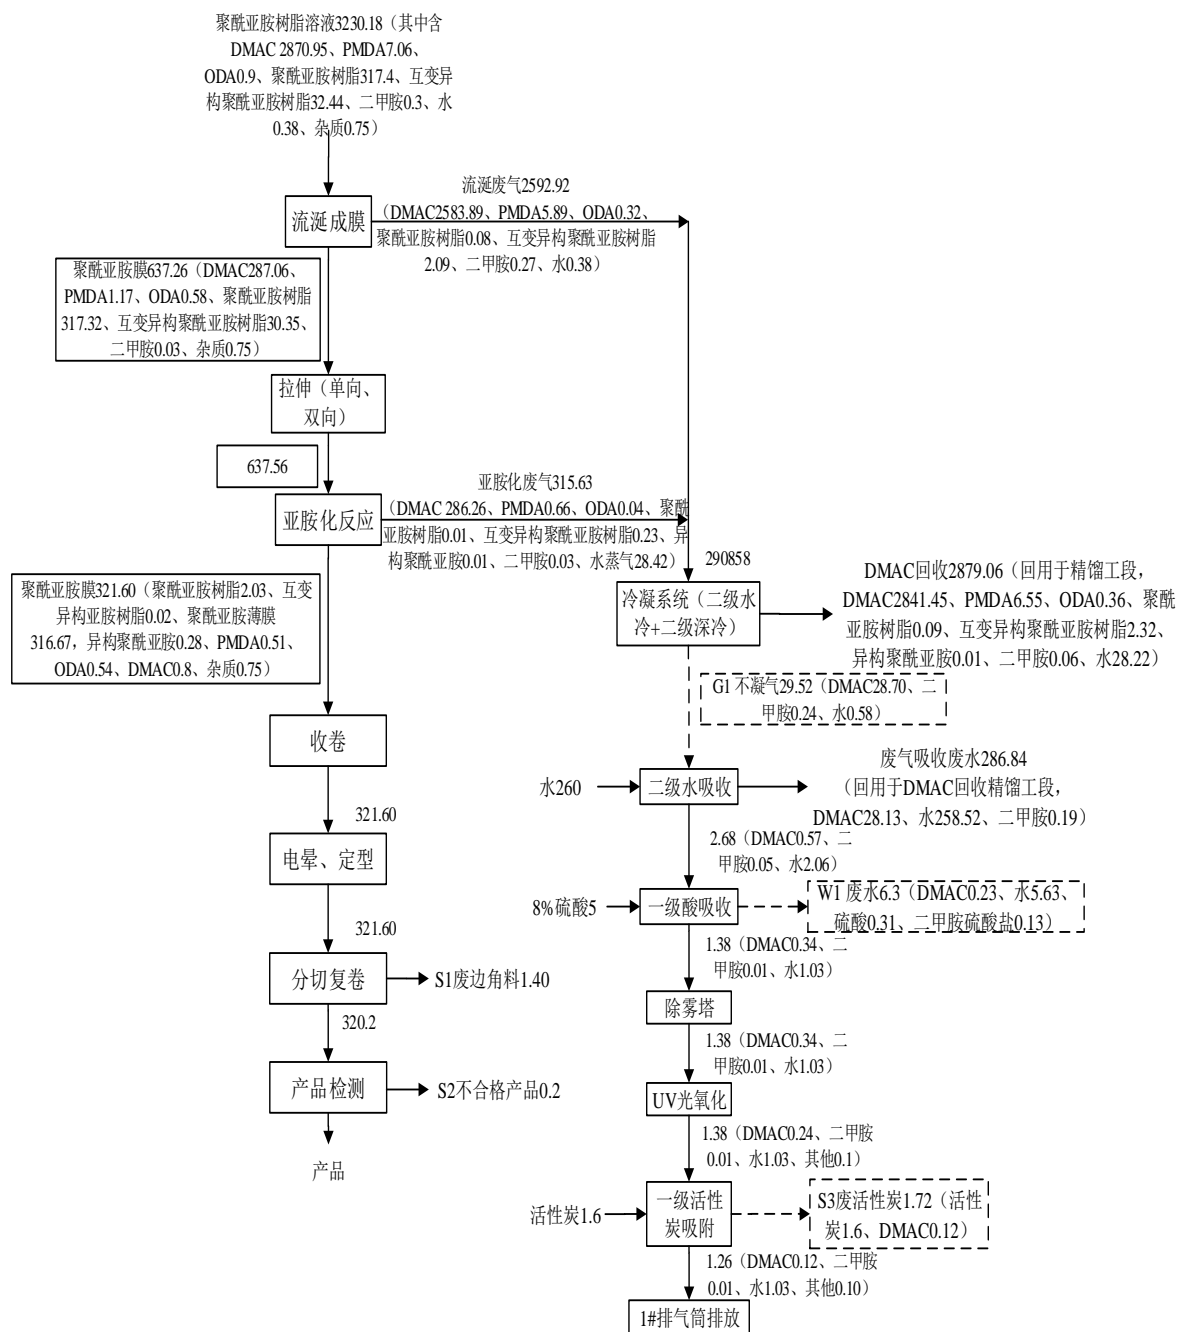 聚酰亚胺树脂溶液3230.18（其中含
DMAC 2870.95、PMDA7.06、
ODA0.9、聚酰亚胺树脂317.4、互变异
构聚酰亚胺树脂32.44、二甲胺0.3、水
0.38、杂质0.75）
流涎成膜
流涎废气2592.92
（DMAC2583.89、PMDA5.89、ODA0.32、
聚酰亚胺树脂0.08、互变异构聚酰亚胺树脂
2.09、二甲胺0.27、水0.38）
聚酰亚胺膜637.26（DMAC287.06、
PMDA1.17、ODA0.58、聚酰亚胺树脂
317.32、互变异构聚酰亚胺树脂30.35、
二甲胺0.03、杂质0.75）
拉伸（单向、
双向）
637.56
亚胺化反应
亚胺化废气315.63
（DMAC 286.26、PMDA0.66、ODA0.04、聚酰
亚胺树脂0.01、互变异构聚酰亚胺树脂0.23、异
构聚酰亚胺0.01、二甲胺0.03、水蒸气28.42）
290858
聚酰亚胺膜321.60（聚酰亚胺树脂2.03、互变
异构亚胺树脂0.02、聚酰亚胺薄膜
316.67，异构聚酰亚胺0.28、PMDA0.51、
ODA0.54、DMAC0.8、杂质0.75）
冷凝系统（二级水
冷+二级深冷）
DMAC回收2879.06（回用于精馏工段，
DMAC2841.45、PMDA6.55、ODA0.36、聚酰
亚胺树脂0.09、互变异构聚酰亚胺树脂2.32、
异构聚酰亚胺0.01、二甲胺0.06、水28.22）
G1 不凝气29.52（DMAC28.70、二
甲胺0.24、水0.58）
收卷
水260
二级水吸收
废气吸收废水286.84
（回用于DMAC回收精馏工段，
DMAC28.13、水258.52、二甲胺0.19）
321.60
2.68（DMAC0.57、二
甲胺0.05、水2.06）
电晕、定型
8%硫酸5
一级酸吸收
W1 废水6.3（DMAC0.23、水5.63、
硫酸0.31、二甲胺硫酸盐0.13）
321.60
1.38（DMAC0.34、二
甲胺0.01、水1.03）
分切复卷
S1废边角料1.40
除雾塔
320.2
1.38（DMAC0.34、二
甲胺0.01、水1.03）
产品检测
S2不合格产品0.2
UV光氧化
1.38（DMAC0.24、二甲胺
0.01、水1.03、其他0.1）
产品
活性炭1.6
一级活性
炭吸附
S3废活性炭1.72（活性
炭1.6、DMAC0.12）
1.26（DMAC0.12、二甲胺
0.01、水1.03、其他0.10）
1#排气筒排放